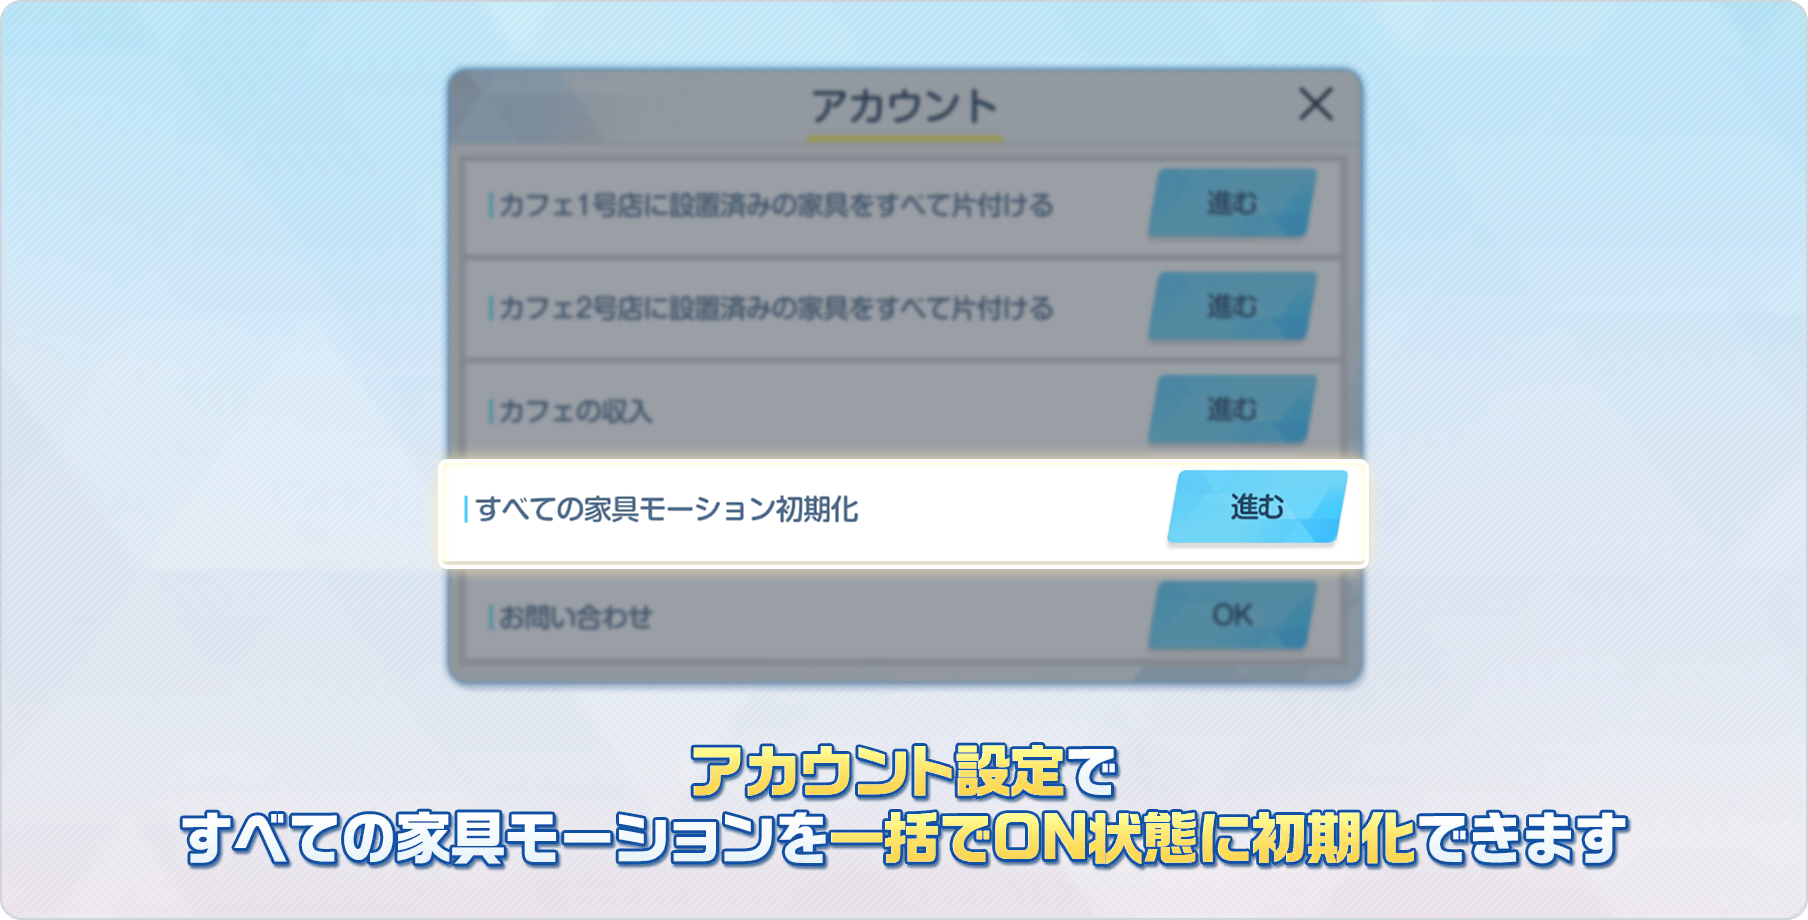 アカウント
カフェ1号店に設置済みの家具をすべて片付ける
進む
カフェ2号店に設置済みの家具をすべて片付ける
進む
カフェの収入
進む
すべての家具モーション初期化
進む
お問い合わせ
OK
アカウント設定で
すべての家具モーションを一括でON状態に初期化できます